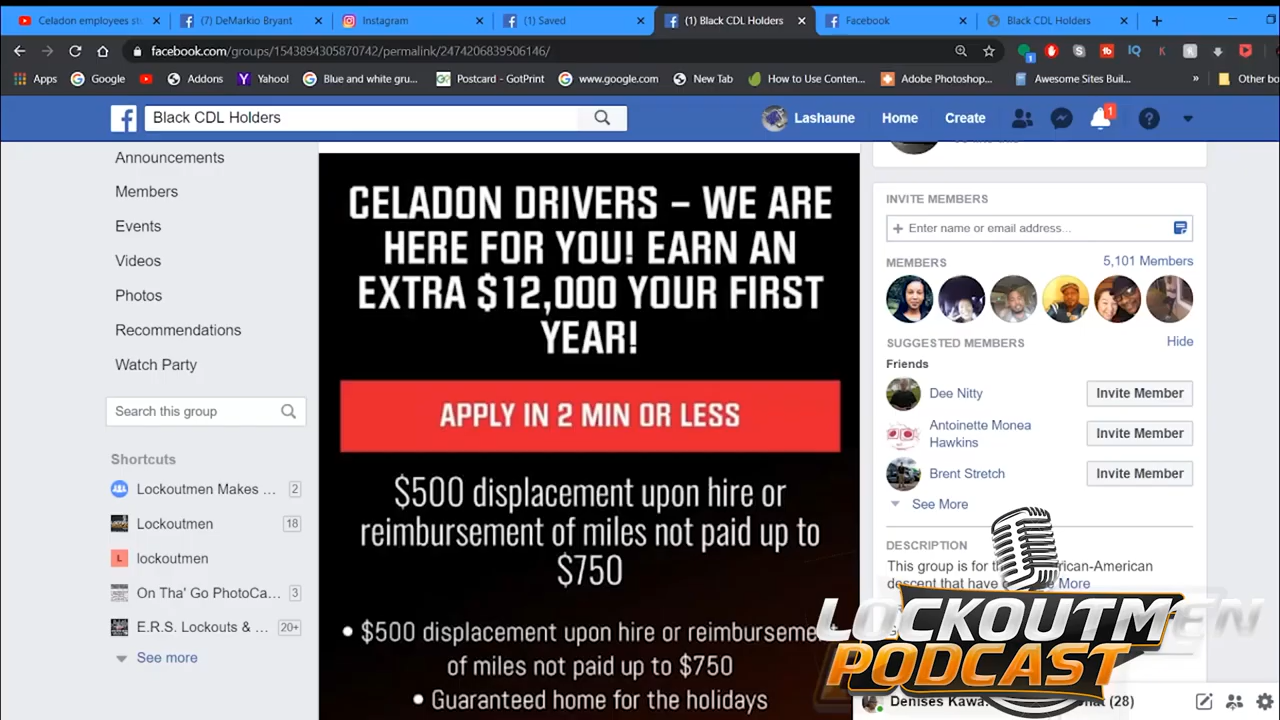 Celadon employees st
(7) DeMarkio Bryant
Instagram
(1) Saved
(1) Black CDL Holders
Facebook
Black CDL Holders
facebook.com/groups/1543894305870742/permalink/2474206839506146/
Apps
Google
Addons
Yahoo!
Blue and white gru...
Postcard - GotPrint
www.google.com
New Tab
How to Use Conten...
Adobe Photoshop...
Awesome Sites Buil...
»
Other bo
Black CDL Holders
Lashaune
Home
Create
1
Announcements
Members
Events
Videos
Photos
Recommendations
Watch Party
Search this group
Shortcuts
Lockoutmen Makes ... 2
Lockoutmen 18
lockoutmen
On Tha' Go PhotoCa... 3
E.R.S. Lockouts & ... 20+
See more
CELADON DRIVERS – WE ARE
HERE FOR YOU! EARN AN
EXTRA $12,000 YOUR FIRST
YEAR!
APPLY IN 2 MIN OR LESS
$500 displacement upon hire or
reimbursement of miles not paid up to
$750
• $500 displacement upon hire or reimburseme
of miles not paid up to $750
• Guaranteed home for the holidays
INVITE MEMBERS
+ Enter name or email address...
MEMBERS
5,101 Members
SUGGESTED MEMBERS
Hide
Friends
Dee Nitty
Invite Member
Antoinette Monea
Hawkins
Invite Member
Brent Stretch
Invite Member
See More
DESCRIPTION
This group is for th rican-American
descent that have More
LOCKOUTMEN
PODCAST
Denises Kawa. hat (28)